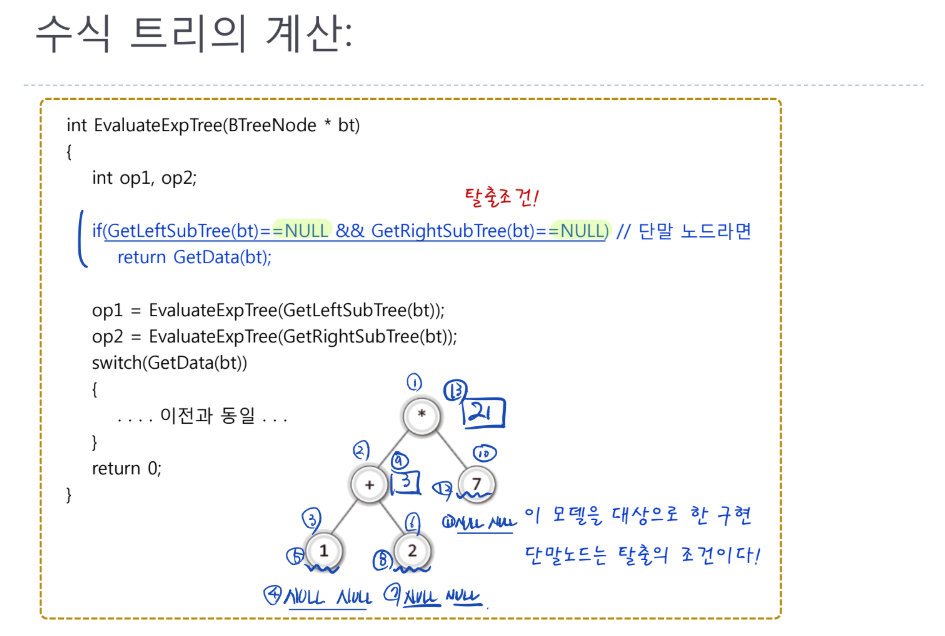 수식 트리의 계산:
int EvaluateExpTree(BTreeNode * bt)
{
int op1, op2;
탈출조건!
if(GetLeftSubTree(bt)==NULL && GetRightSubTree(bt)==NULL) // 단말 노드라면
return GetData(bt);
op1 = EvaluateExpTree(GetLeftSubTree(bt));
op2 = EvaluateExpTree(GetRightSubTree(bt));
switch(GetData(bt))
{
. . . . 이전과 동일 . . .
}
return 0;
}
① ⑬
* 21
② ⑨ ⑩
+ 3 ⑫ 7
③ ⑥ ⑪ NULL NULL
⑤ 1 ⑧ 2
④ NULL NULL ⑦ NULL NULL
이 모델을 대상으로 한 구현
단말노드는 탈출의 조건이다!